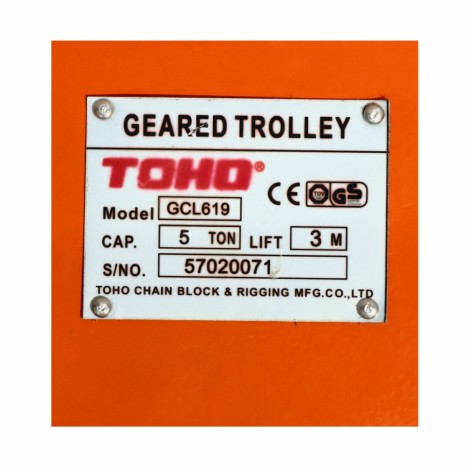 GEARED TROLLEY
TOHO®
CE TÜV GS
Model GCL619
CAP. 5 TON LIFT 3 M
S/NO. 57020071
TOHO CHAIN BLOCK & RIGGING MFG.CO.,LTD